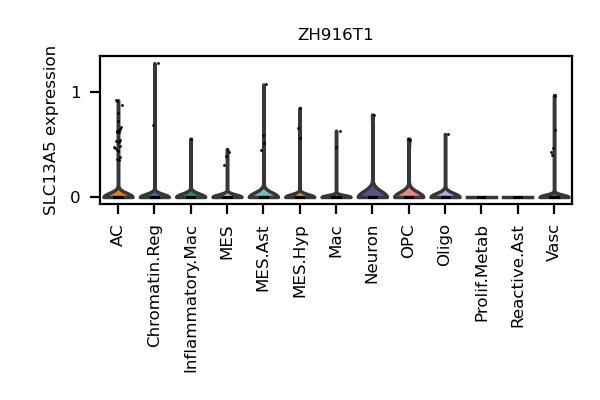 ZH916T1
SLC13A5 expression
1
0
AC
Chromatin.Reg
Inflammatory.Mac
MES
MES.Ast
MES.Hyp
Mac
Neuron
OPC
Oligo
Prolif.Metab
Reactive.Ast
Vasc